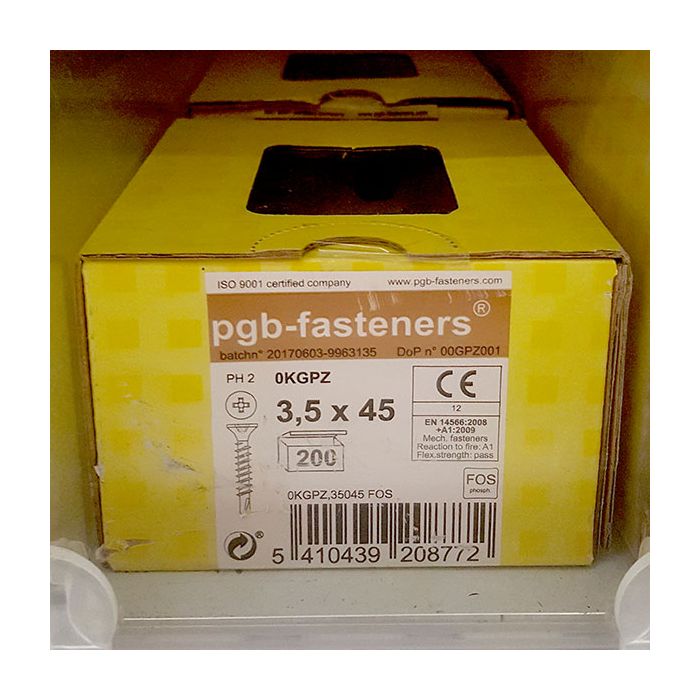 ISO 9001 certified company www.pgb-fasteners.com
pgb-fasteners®
batchn° 20170603-9963135 DoP n° 00GPZ001
PH 2 0KGPZ
3,5 x 45
200
CE
12
EN 14566:2008
+A1:2009
Mech. fasteners
Reaction to fire: A1
Flex.strength: pass
FOS
phosph.
0KGPZ,35045 FOS
5 410439 208772